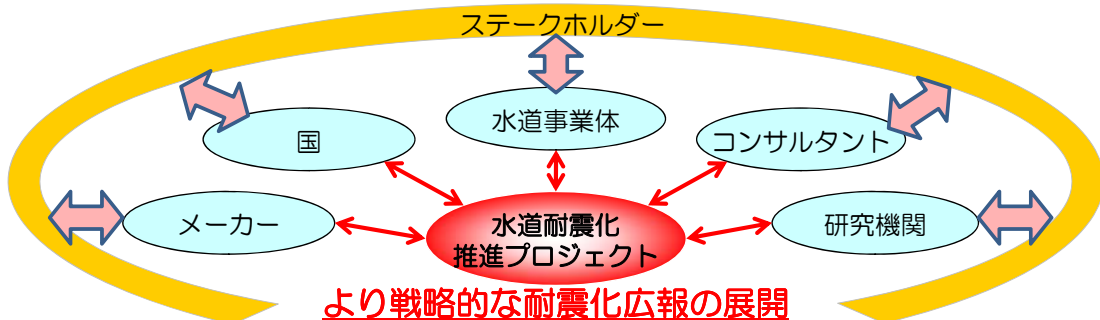 ステークホルダー
水道事業体
国
コンサルタント
メーカー
研究機関
水道耐震化
推進プロジェクト
より戦略的な耐震化広報の展開